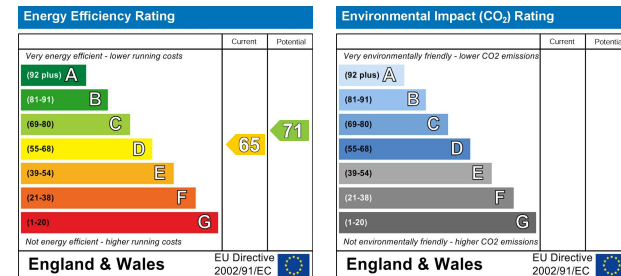 Energy Efficiency Rating
Current Potential
Very energy efficient - lower running costs
(92 plus) A
(81-91) B
(69-80) C
(55-68) D
(39-54) E
(21-38) F
(1-20) G
65
71
Not energy efficient - higher running costs
England & Wales
EU Directive
2002/91/EC
Environmental Impact (CO₂) Rating
Current Potentia
Very environmentally friendly - lower CO2 emissions
(92 plus) A
(81-91) B
(69-80) C
(55-68) D
(39-54) E
(21-38) F
(1-20) G
Not environmentally friendly - higher CO2 emissions
England & Wales
EU Directive
2002/91/EC